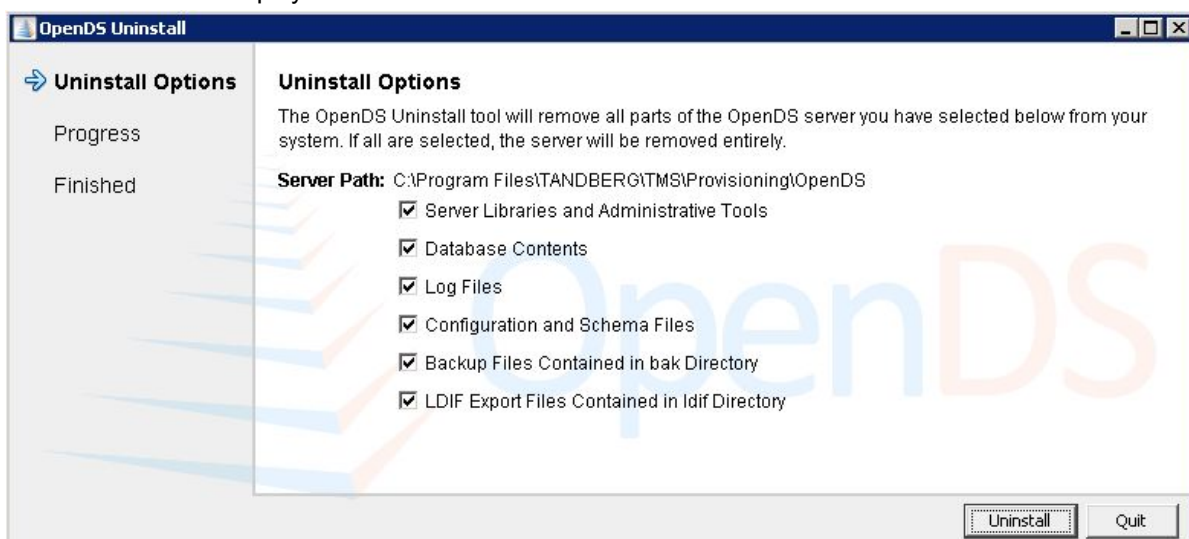 OpenDS Uninstall
Uninstall Options
Progress
Finished
Uninstall Options
The OpenDS Uninstall tool will remove all parts of the OpenDS server you have selected below from your
system. If all are selected, the server will be removed entirely.
Server Path: C:\Program Files\TANDBERG\TMS\Provisioning\OpenDS
Server Libraries and Administrative Tools
Database Contents
Log Files
Configuration and Schema Files
Backup Files Contained in bak Directory
LDIF Export Files Contained in ldif Directory
OpenDS
Uninstall
Quit